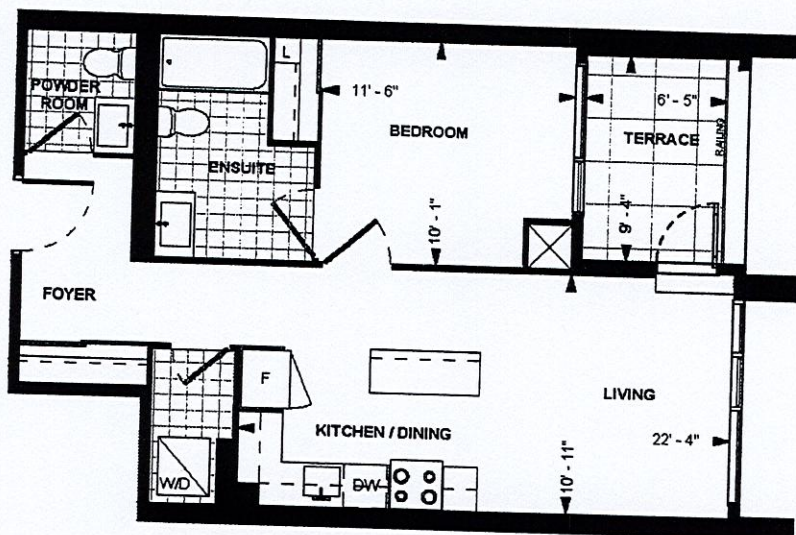 POWDER
ROOM
L
11' - 6"
BEDROOM
6' - 5"
TERRACE
RAILING
ENSUITE
10' - 1"
9' - 4"
FOYER
F
LIVING
KITCHEN / DINING
22' - 4"
10' - 11"
W/D
DW